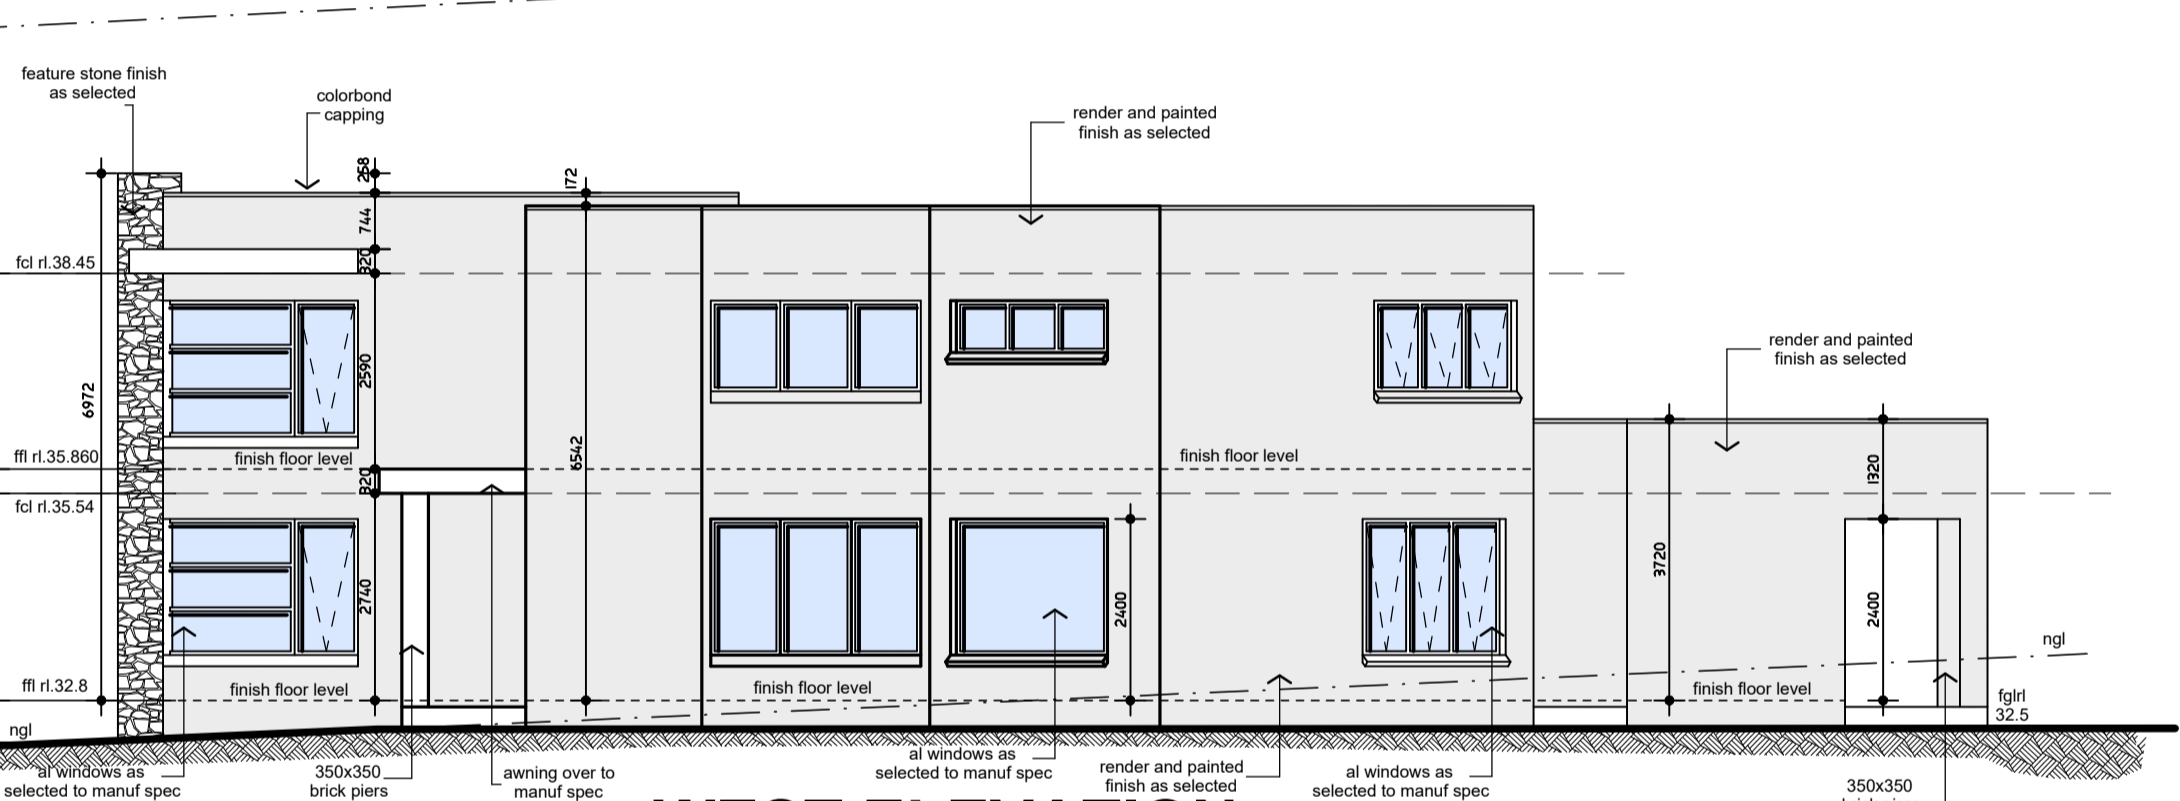 feature stone finish
as selected
colorbond
capping
render and painted
finish as selected
258
172
744
fcl rl.38.45
320
render and painted
finish as selected
2590
6972
6542
ffl rl.35.860
finish floor level
finish floor level
320
1320
fcl rl.35.54
3720
2740
2400
2400
ngl
ffl rl.32.8
finish floor level
finish floor level
finish floor level
fglrl
32.5
ngl
al windows as
selected to manuf spec
350x350
brick piers
awning over to
manuf spec
al windows as
selected to manuf spec
render and painted
finish as selected
al windows as
selected to manuf spec
350x350
WEST ELEVATION